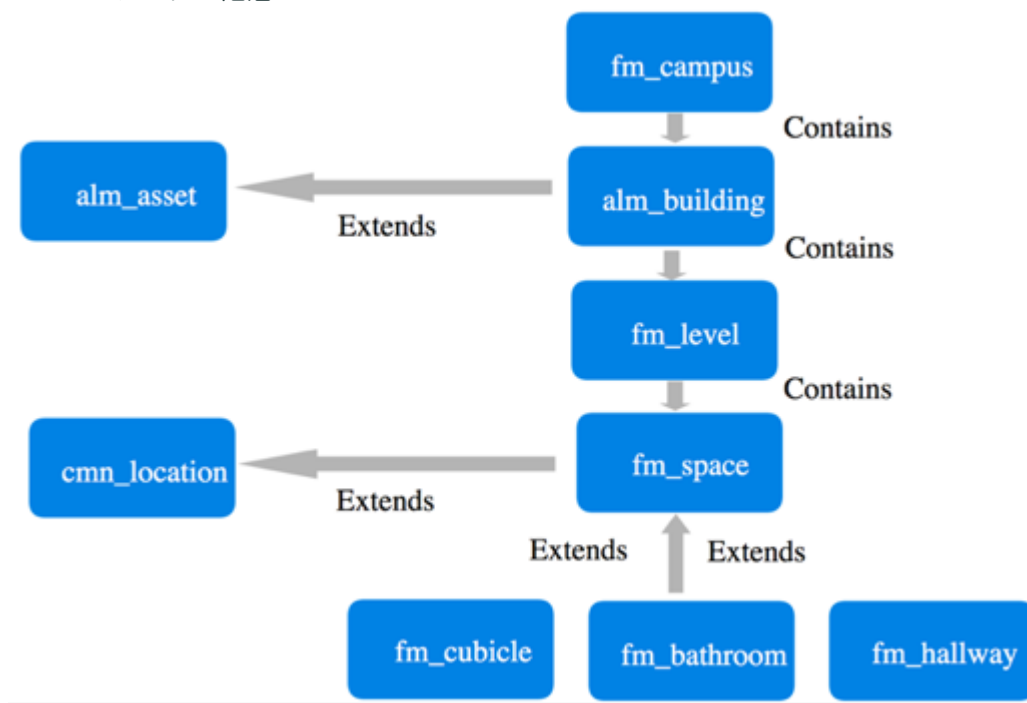 fm_campus
Contains
alm_asset
alm_building
Extends
Contains
fm_level
Contains
cmn_location
fm_space
Extends
Extends
Extends
fm_cubicle
fm_bathroom
fm_hallway